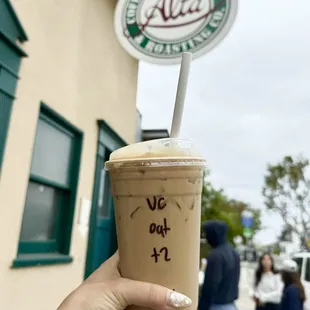 Alta
& ROASTING CO.
VC
oat
+2